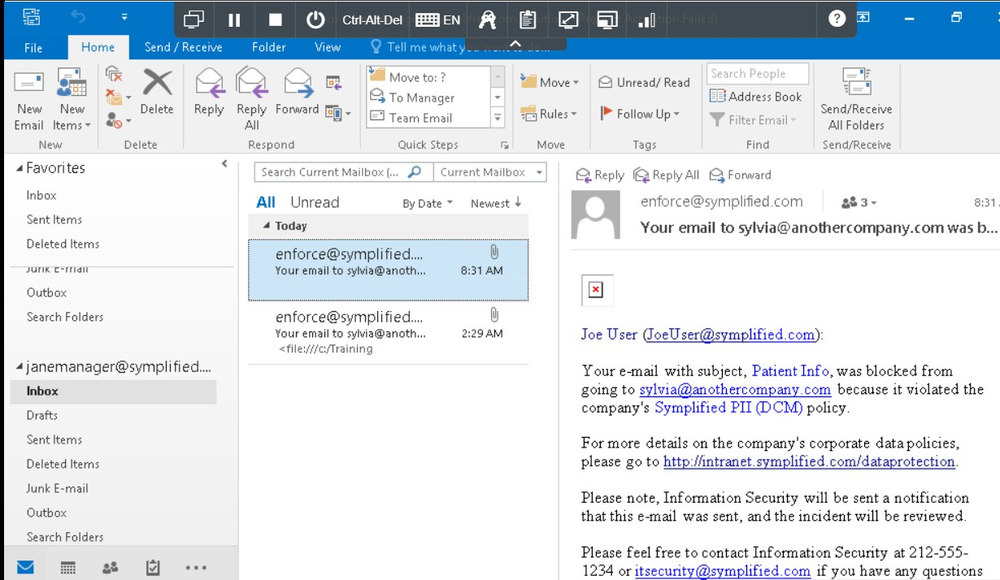 Ctrl-Alt-Del EN
File Home Send / Receive Folder View Tell me what
New Email
New Items
Delete
Reply
Reply All
Forward
Move to: ?
To Manager
Team Email
Move
Rules
Unread/ Read
Follow Up
Search People
Address Book
Filter Email
Send/Receive All Folders
New Delete Respond Quick Steps Move Tags Find Send/Receive
Favorites
Inbox
Sent Items
Deleted Items
Junk E-mail
Outbox
Search Folders
janemanager@symplified....
Inbox
Drafts
Sent Items
Deleted Items
Junk E-mail
Outbox
Search Folders
Search Current Mailbox (... Current Mailbox
All Unread By Date Newest ↓
Today
enforce@symplified....
Your email to sylvia@anoth... 8:31 AM
enforce@symplified....
Your email to sylvia@anoth... 2:29 AM
<file:///c:/Training
Reply Reply All Forward
enforce@symplified.com 3 8:31
Your email to sylvia@anothercompany.com was b...
Joe User (JoeUser@symplified.com):
Your e-mail with subject, Patient Info, was blocked from
going to sylvia@anothercompany.com because it violated the
company's Symplified PII (DCM) policy.
For more details on the company's corporate data policies,
please go to http://intranet.symplified.com/dataprotection.
Please note, Information Security will be sent a notification
that this e-mail was sent, and the incident will be reviewed.
Please feel free to contact Information Security at 212-555-
1234 or itsecurity@symplified.com if you have any questions